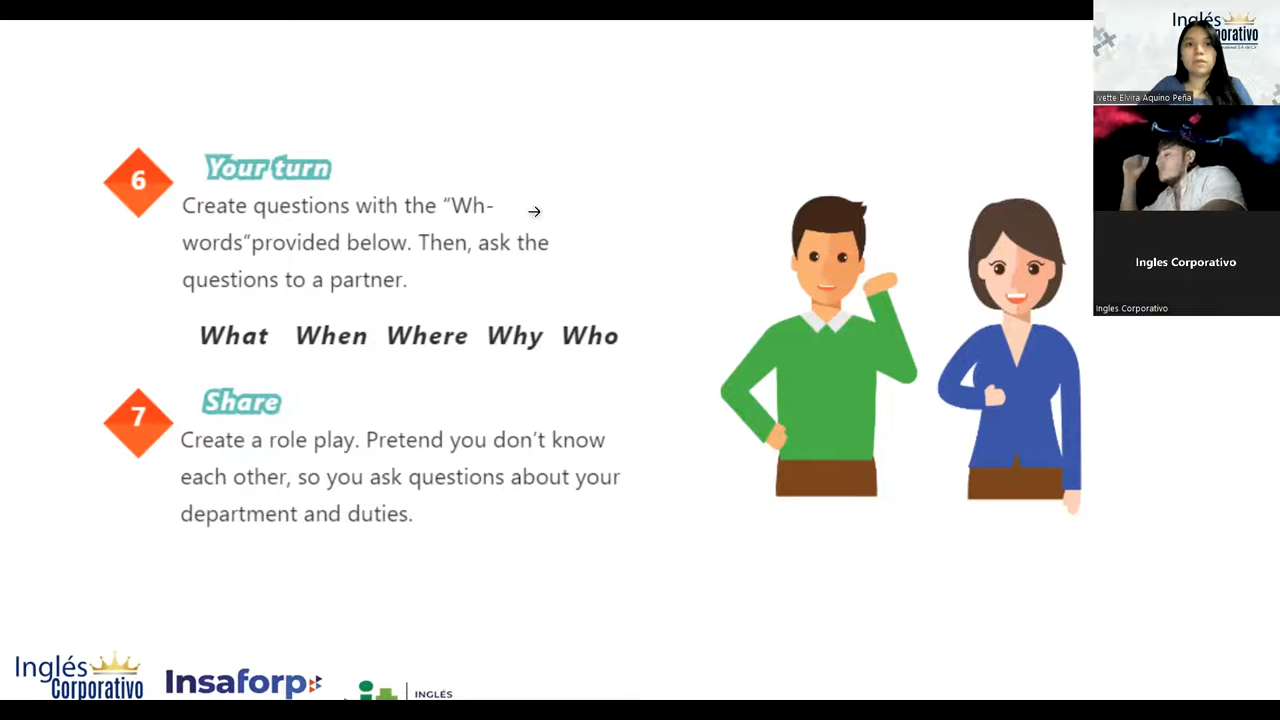 6
Your turn
Create questions with the “Wh-
words”provided below. Then, ask the
questions to a partner.
What When Where Why Who
7
Share
Create a role play. Pretend you don’t know
each other, so you ask questions about your
department and duties.
Inglés
Corporativo
Insaforp
INGLÉS
Inglés
porativo
Ivette Elvira Aquino Peña
Ingles Corporativo
Ingles Corporativo